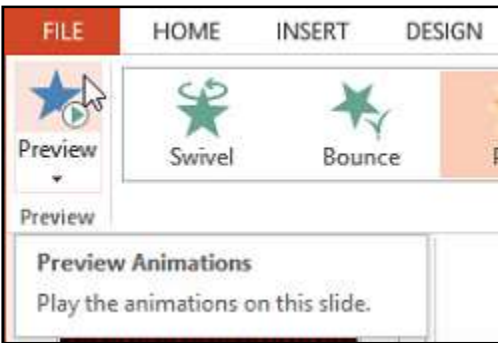 FILE HOME INSERT DESIGN
Preview Swivel Bounce
Preview
Preview Animations
Play the animations on this slide.